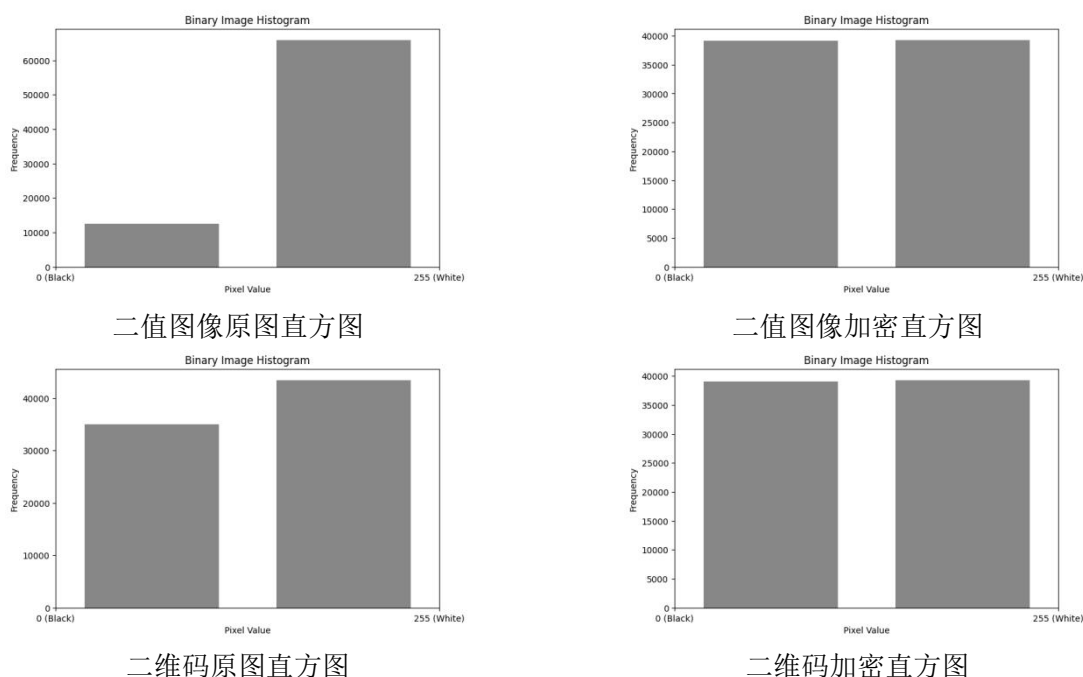 Binary Image Histogram
60000
50000
40000
30000
20000
10000
0
Frequency
0 (Black)
255 (White)
Pixel Value
二值图像原图直方图
Binary Image Histogram
40000
35000
30000
25000
20000
15000
10000
5000
0
Frequency
0 (Black)
255 (White)
Pixel Value
二值图像加密直方图
Binary Image Histogram
40000
30000
20000
10000
0
Frequency
0 (Black)
255 (White)
Pixel Value
二维码原图直方图
Binary Image Histogram
40000
35000
30000
25000
20000
15000
10000
5000
0
Frequency
0 (Black)
255 (White)
Pixel Value
二维码加密直方图